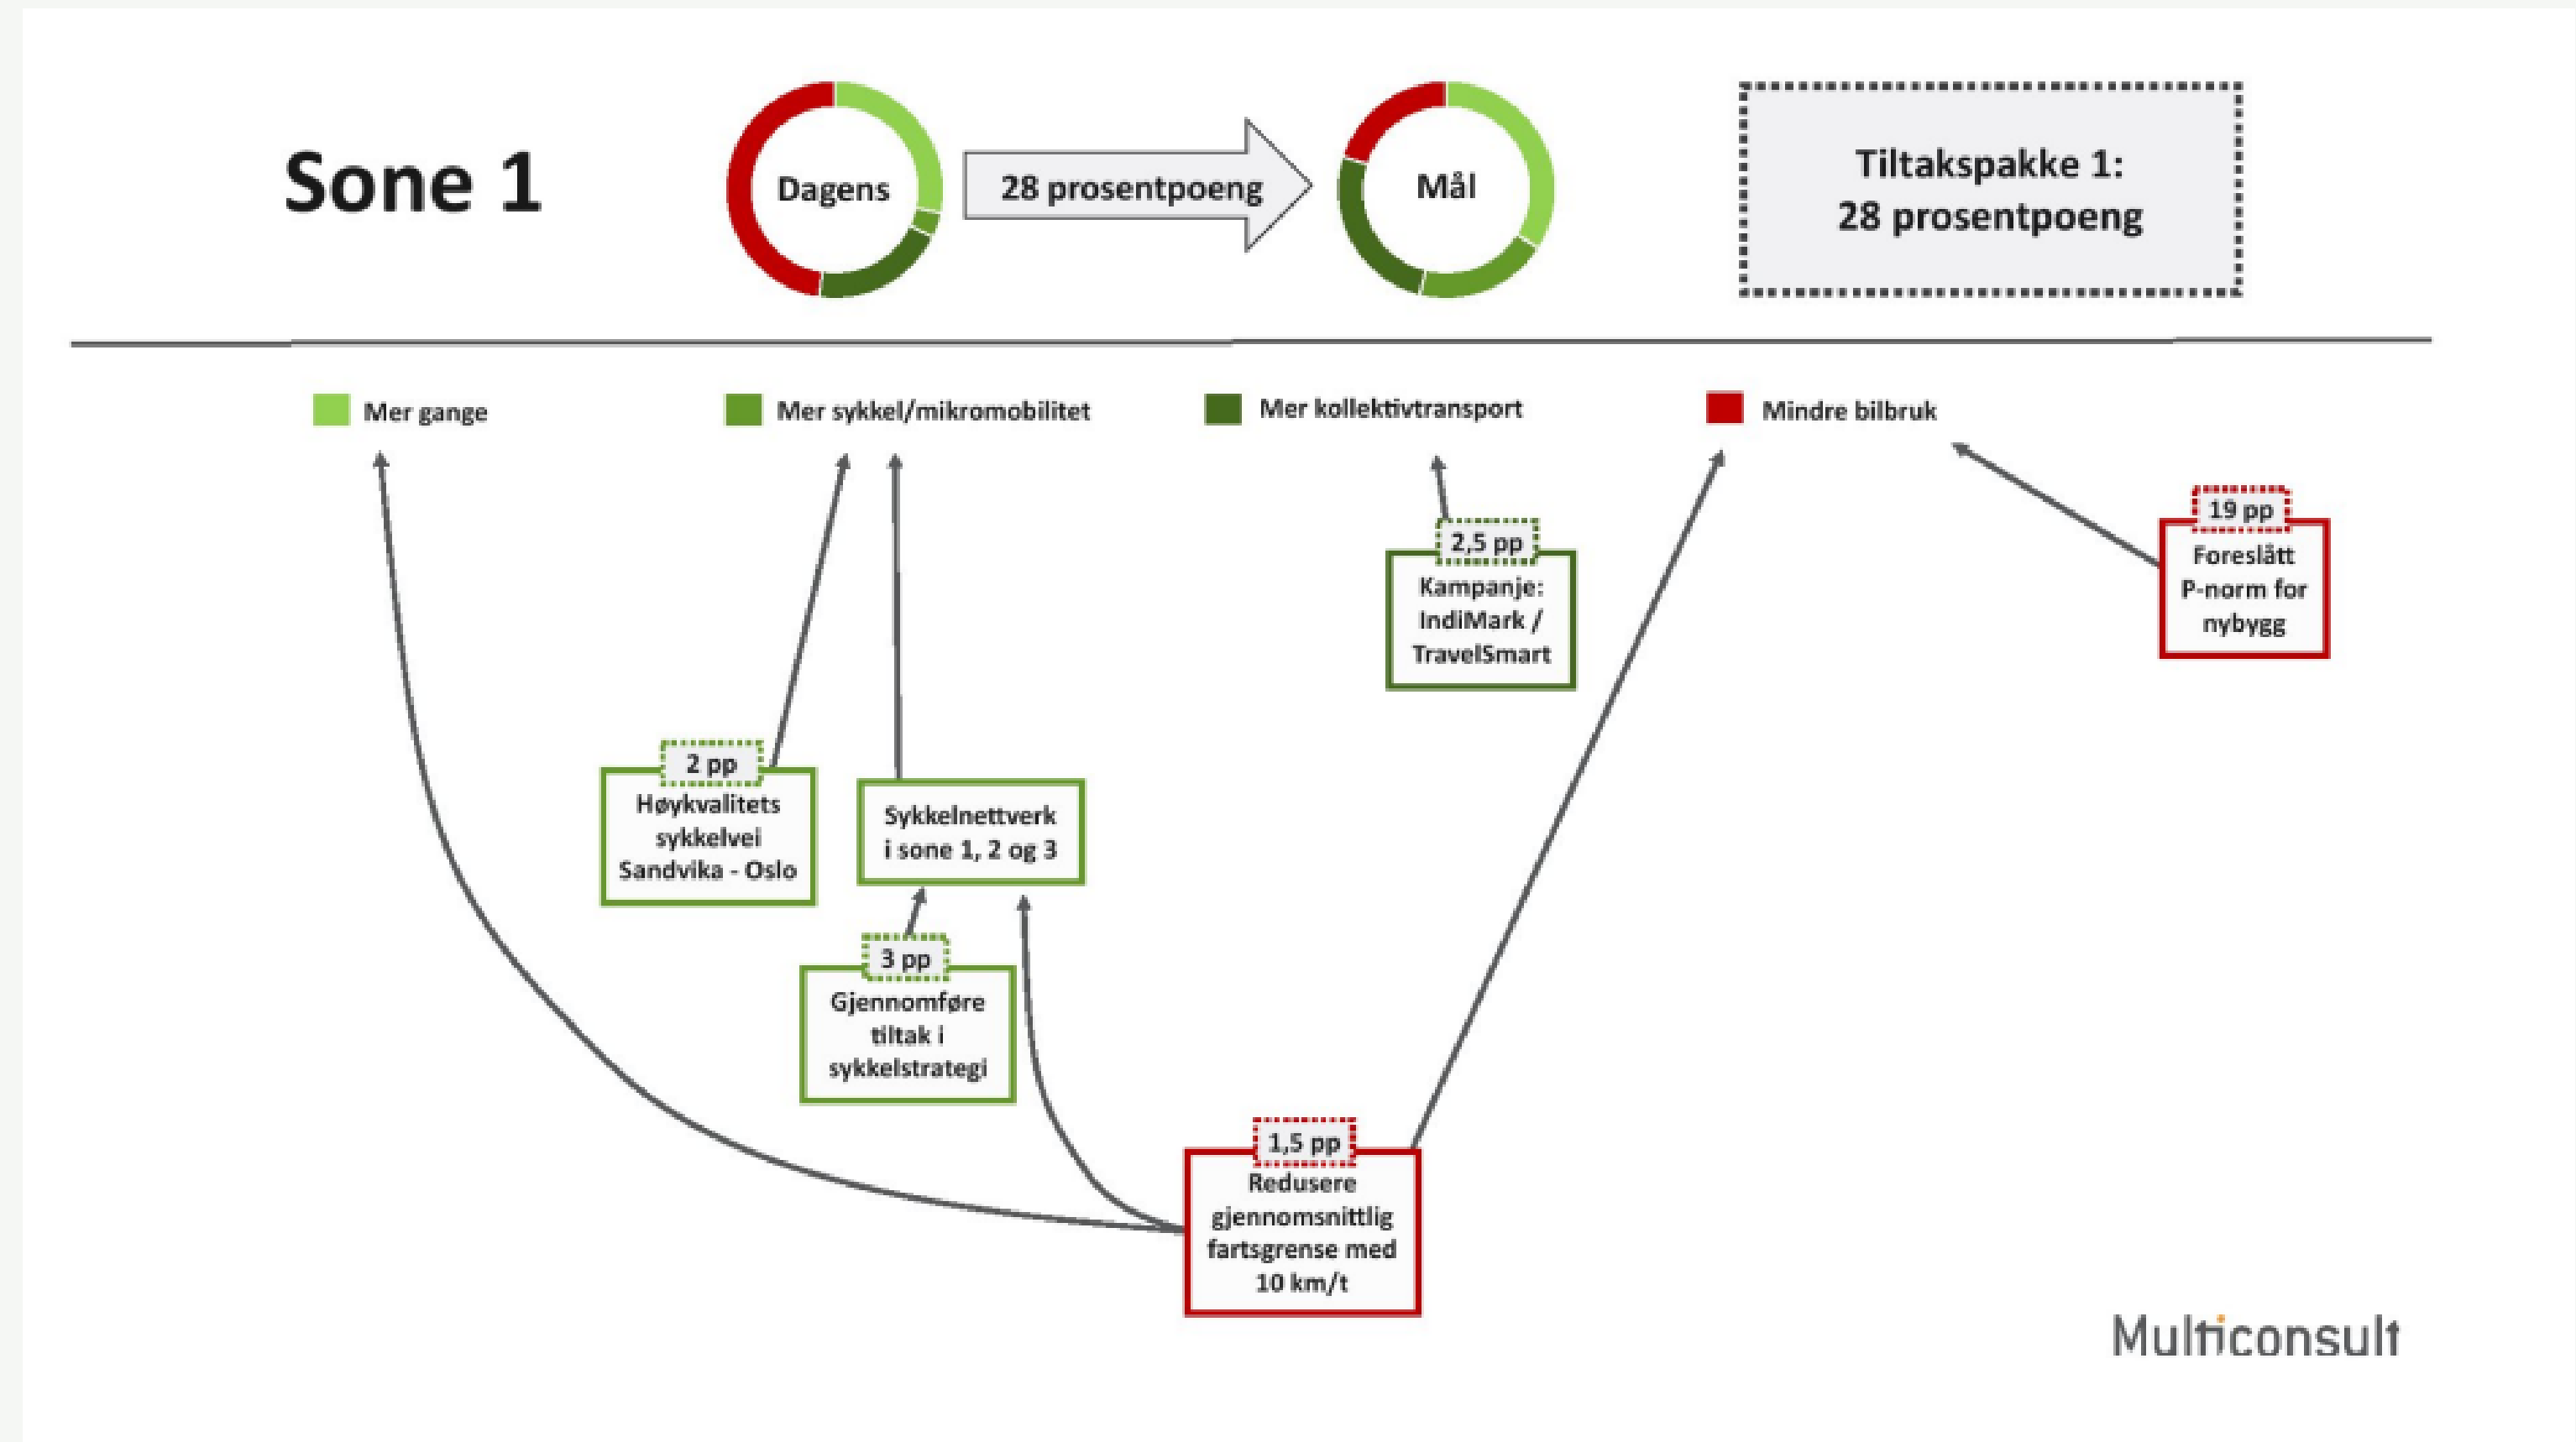 Sone 1
Dagens
28 prosentpoeng
Mål
Tiltakspakke 1:
28 prosentpoeng
Mer gange
Mer sykkel/mikromobilitet
Mer kollektivtransport
Mindre bilbruk
19 pp
Foreslått
P-norm for
nybygg
2,5 pp
Kampanje:
IndiMark /
TravelSmart
2 pp
Høykvalitets
sykkelvei
Sandvika - Oslo
Sykkelnettverk
i sone 1, 2 og 3
3 pp
Gjennomføre
tiltak i
sykkelstrategi
1,5 pp
Redusere
gjennomsnittlig
fartsgrense med
10 km/t
Multiconsult